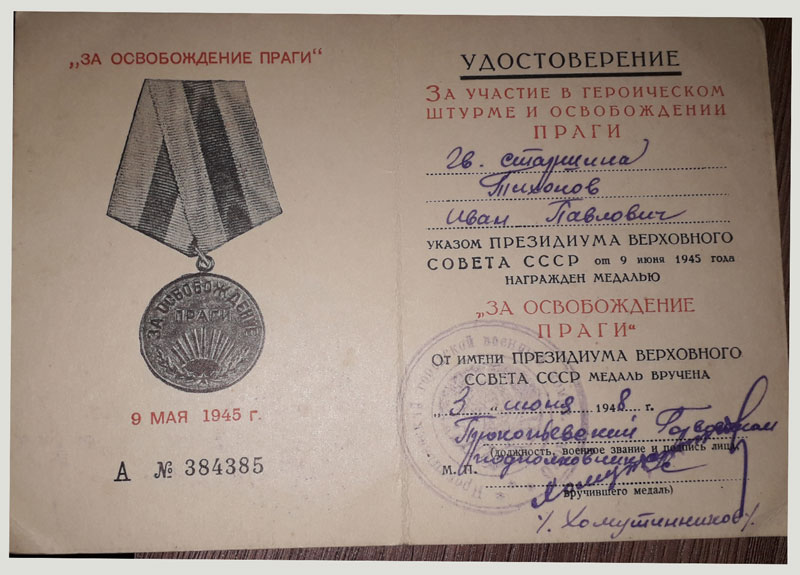 „ЗА ОСВОБОЖДЕНИЕ ПРАГИ“
ЗА ОСВОБОЖДЕНИЕ
ПРАГИ
9 МАЯ 1945 г.
А № 384385
УДОСТОВЕРЕНИЕ
ЗА УЧАСТИЕ В ГЕРОИЧЕСКОМ
ШТУРМЕ И ОСВОБОЖДЕНИИ
ПРАГИ
Гв. старшина
Тихонов
Иван Павлович
УКАЗОМ ПРЕЗИДИУМА ВЕРХОВНОГО
СОВЕТА СССР от 9 июня 1945 года
НАГРАЖДЕН МЕДАЛЬЮ
„ЗА ОСВОБОЖДЕНИЕ
ПРАГИ“
ОТ ИМЕНИ ПРЕЗИДИУМА ВЕРХОВНОГО
СОВЕТА СССР МЕДАЛЬ ВРУЧЕНА
„3“ июня 1948 г.
Прокопьевский Горвоенком
(должность, военное звание и подпись лица,
подполковник
М. П.
вручившего медаль)
/. Хомутинников /.